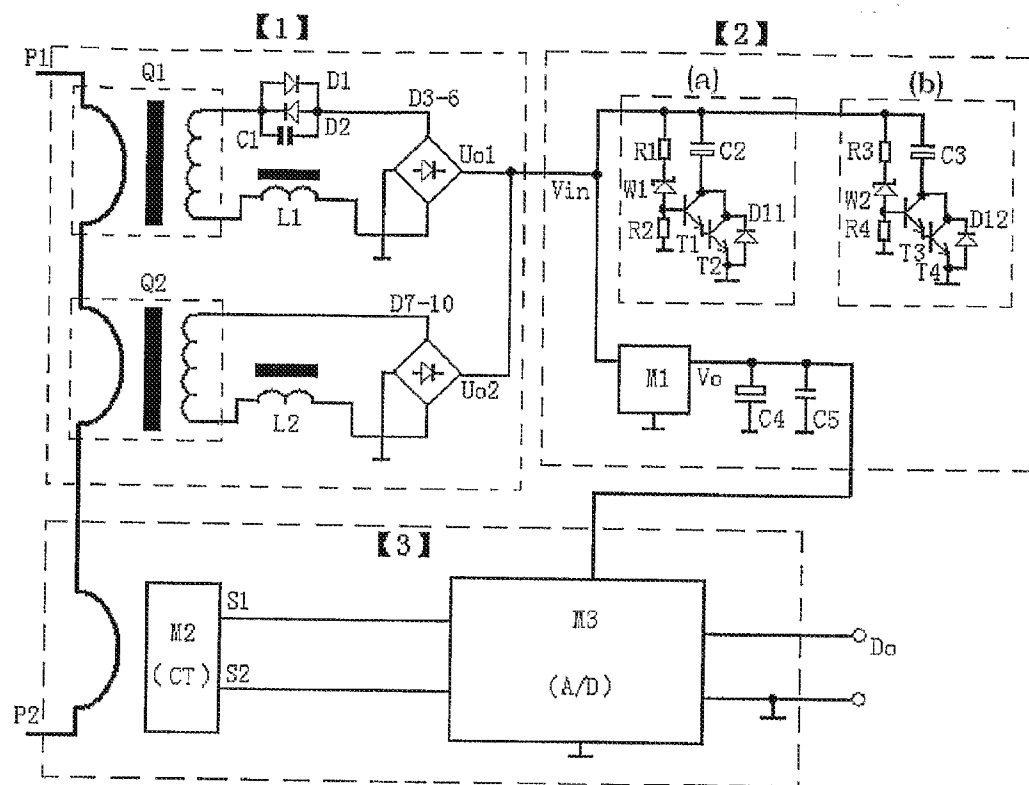 【1】
【2】
P1
Q1
D1
D2
C1
D3-6
Uo1
L1
Vin
(a)
(b)
R1
C2
W1
R2
D11
T1
T2
R3
C3
W2
R4
D12
T3
T4
Q2
D7-10
Uo2
L2
M1
Vo
C4
C5
【3】
S1
M2
(CT)
S2
M3
(A/D)
Do
P2